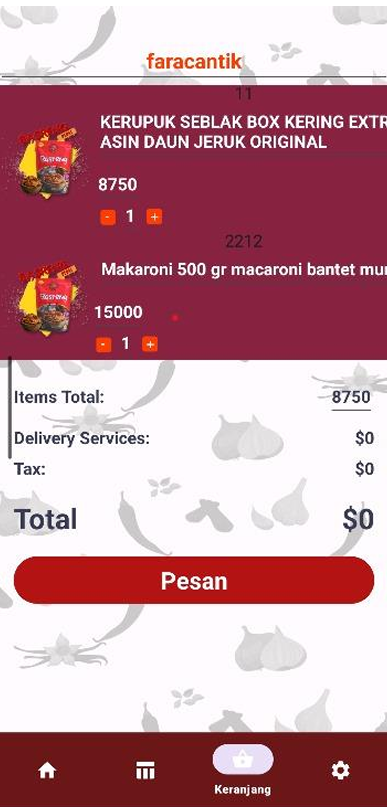 faracantik
11
KERUPUK SEBLAK BOX KERING EXTR
ASIN DAUN JERUK ORIGINAL
8750
- 1 +
2212
Makaroni 500 gr macaroni bantet mu
15000
- 1 +
Items Total: 8750
Delivery Services: $0
Tax: $0
Total $0
Pesan
Keranjang